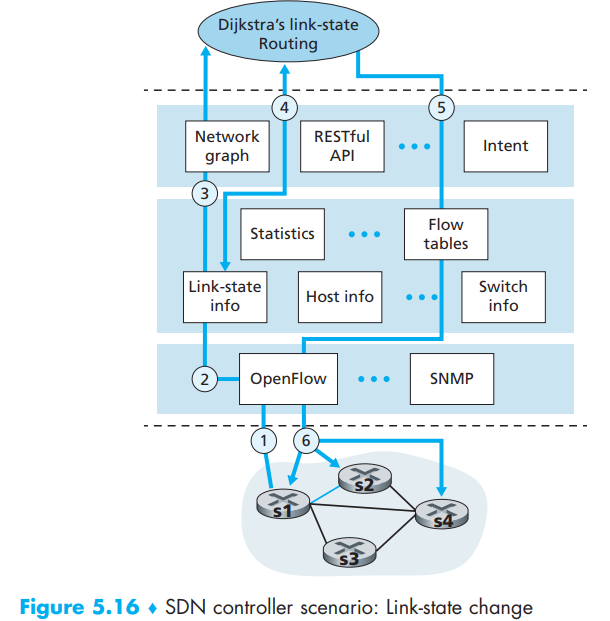 Dijkstra's link-state
Routing
4
5
Network
graph
RESTful
API
Intent
3
Statistics
Flow
tables
Link-state
info
Host info
Switch
info
2
OpenFlow
SNMP
1
6
s2
s1
s4
s3
Figure 5.16 ♦ SDN controller scenario: Link-state change